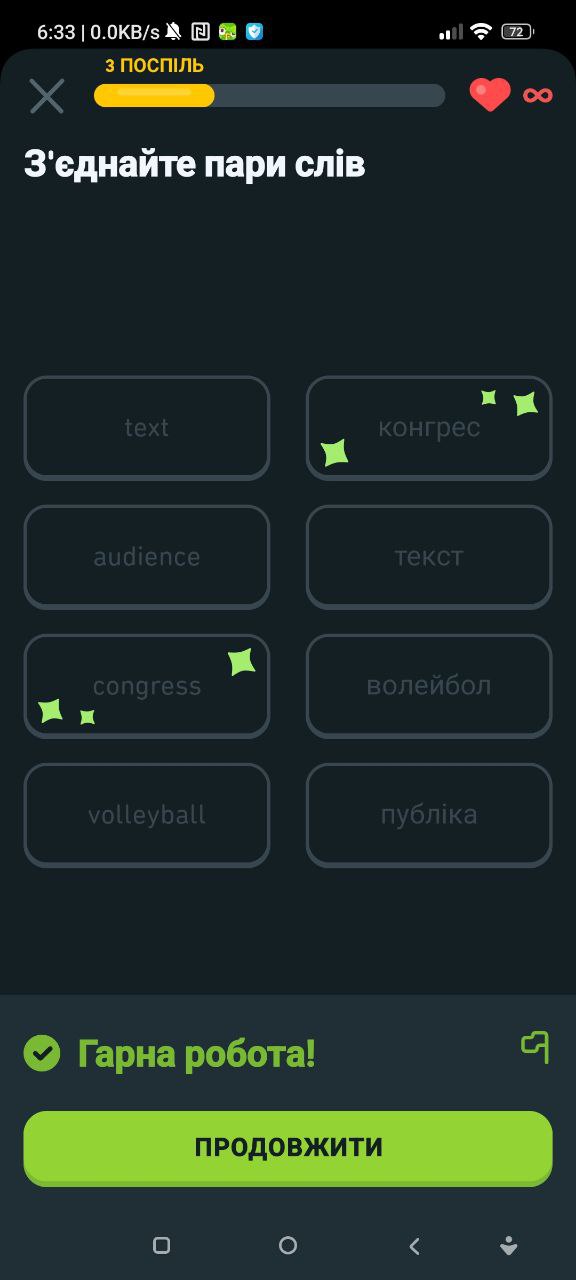 6:33 | 0.0KB/s
72
3 ПОСПІЛЬ
З'єднайте пари слів
text
конгрес
audience
текст
congress
волейбол
volleyball
публіка
Гарна робота!
ПРОДОВЖИТИ